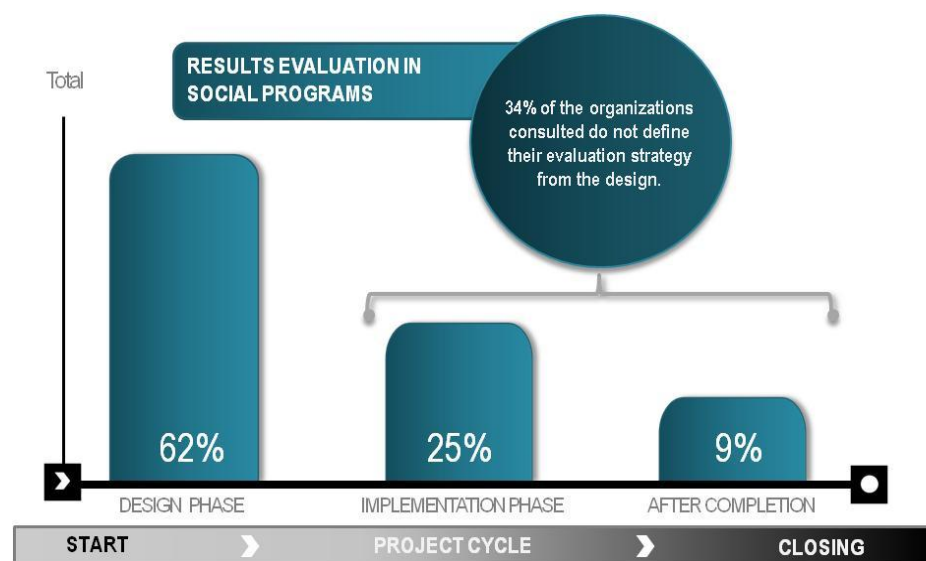 RESULTS EVALUATION IN
SOCIAL PROGRAMS
34% of the organizations
consulted do not define
their evaluation strategy
from the design.
Total
62%
25%
9%
DESIGN PHASE
IMPLEMENTATION PHASE
AFTER COMPLETION
START
PROJECT CYCLE
CLOSING